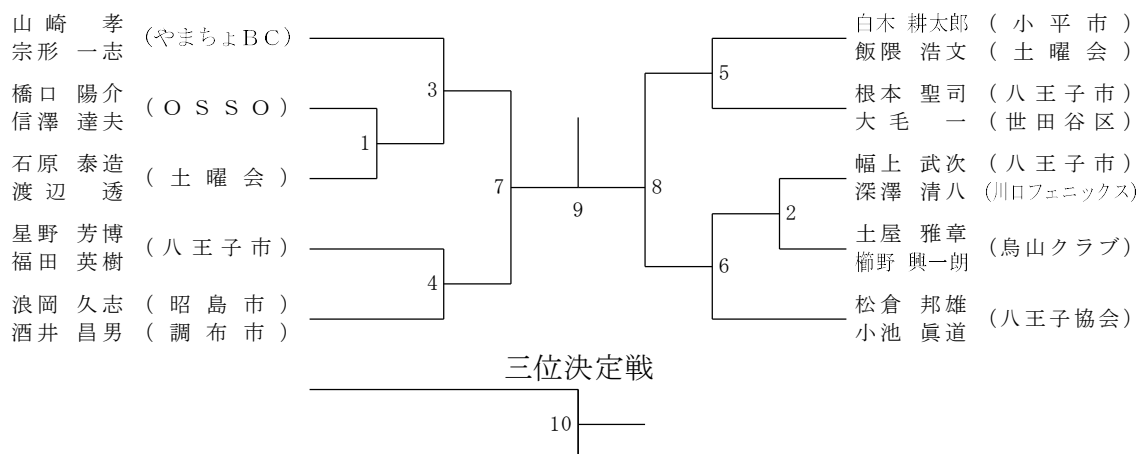 山崎 孝
宗形 一志
(やまちょBC)
橋口 陽介
信澤 達夫
(OSSO)
石原 泰造
渡辺 透
(土曜会)
星野 芳博
福田 英樹
(八王子市)
浪岡 久志 (昭島市)
酒井 昌男 (調布市)
3
1
7
4
9
8
5
2
6
白木 耕太郎 (小平市)
飯隈 浩文 (土曜会)
根本 聖司 (八王子市)
大毛 一 (世田谷区)
幅上 武次 (八王子市)
深澤 清八 (川口フェニックス)
土屋 雅章
櫛野 興一朗
(烏山クラブ)
松倉 邦雄
小池 眞道
(八王子協会)
三位決定戦
10